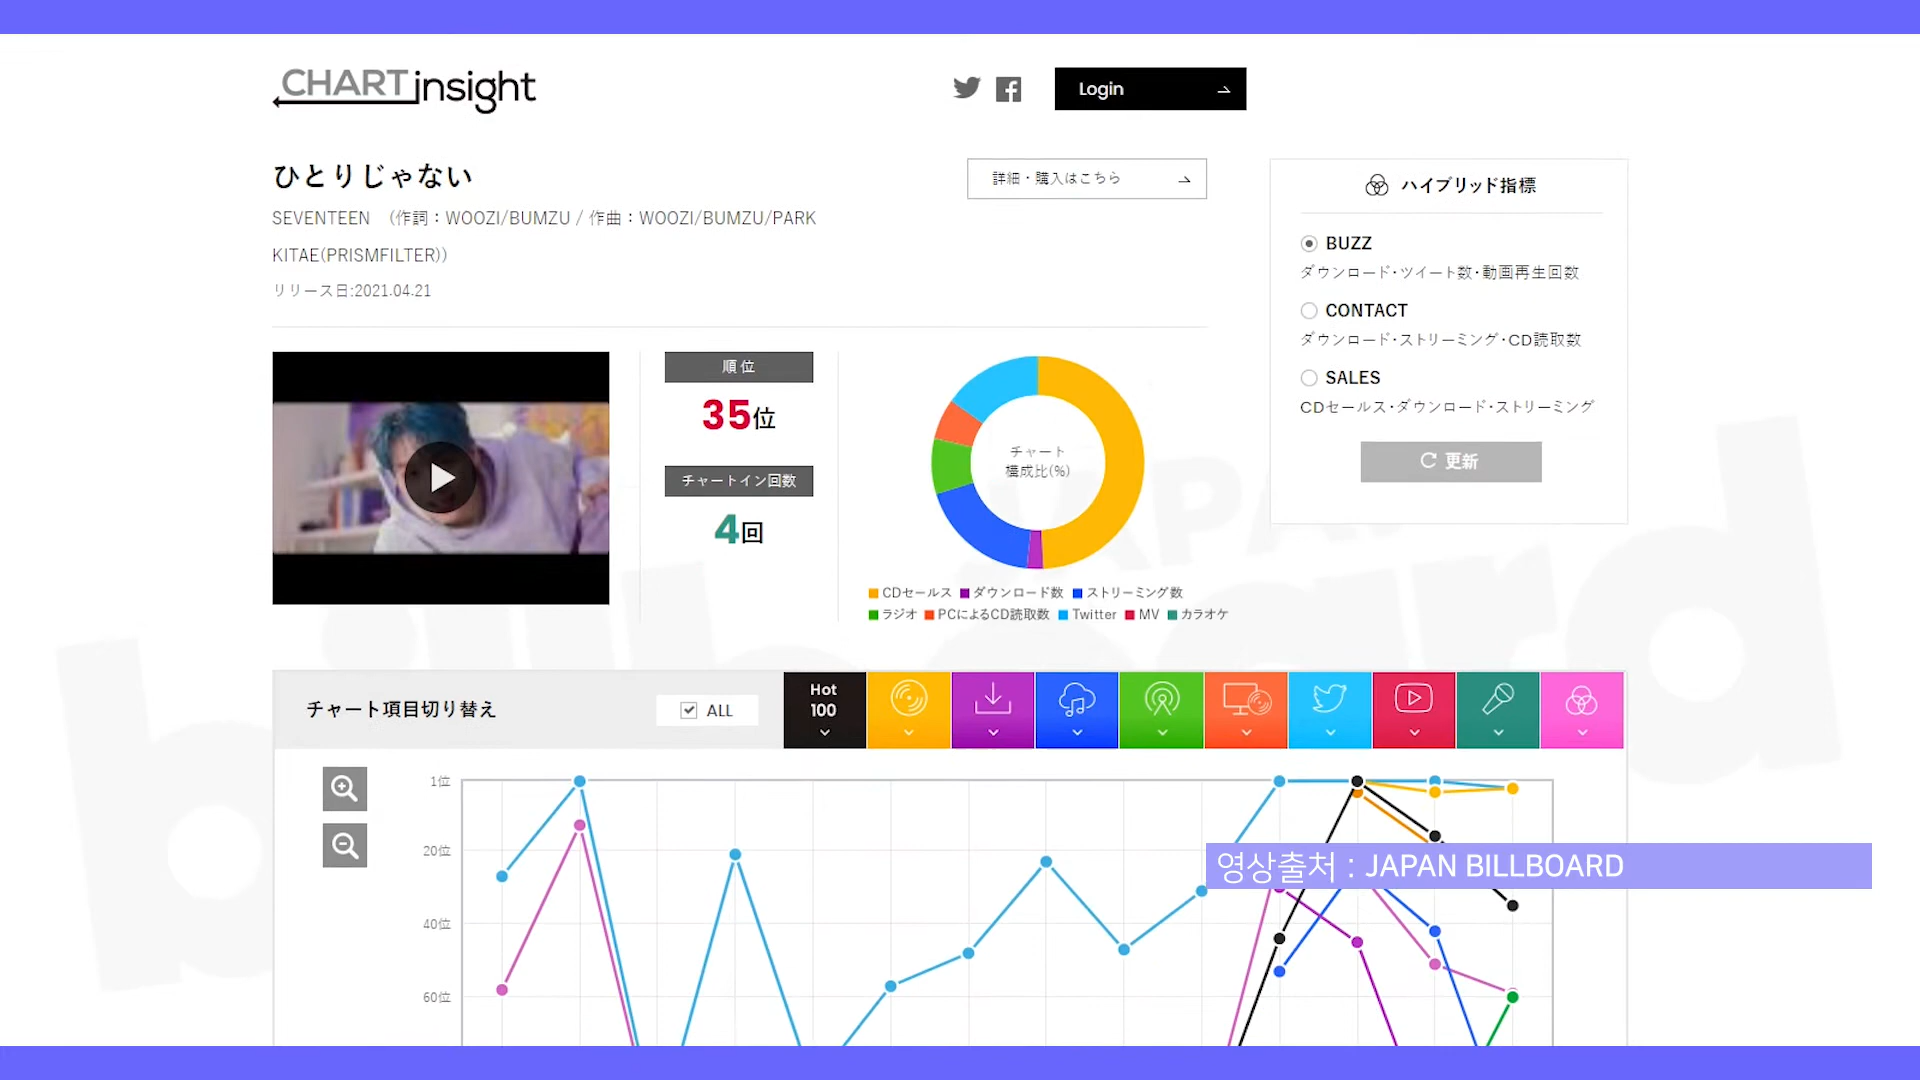 CHART insight
Login
ひとりじゃない
詳細・購入はこちら
SEVENTEEN （作詞：WOOZI/BUMZU / 作曲：WOOZI/BUMZU/PARK
KITAE(PRISMFILTER)）
リリース日:2021.04.21
ハイブリッド指標
BUZZ
ダウンロード・ツイート数・動画再生回数
CONTACT
ダウンロード・ストリーミング・CD読取数
SALES
CDセールス・ダウンロード・ストリーミング
更新
順位
35位
チャートイン回数
4回
チャート
構成比(%)
CDセールス ダウンロード数 ストリーミング数
ラジオ PCによるCD読取数 Twitter MV カラオケ
billboard
JAPAN
チャート項目切り替え
ALL
Hot
100
1位
20位
40位
60位
영상출처 : JAPAN BILLBOARD